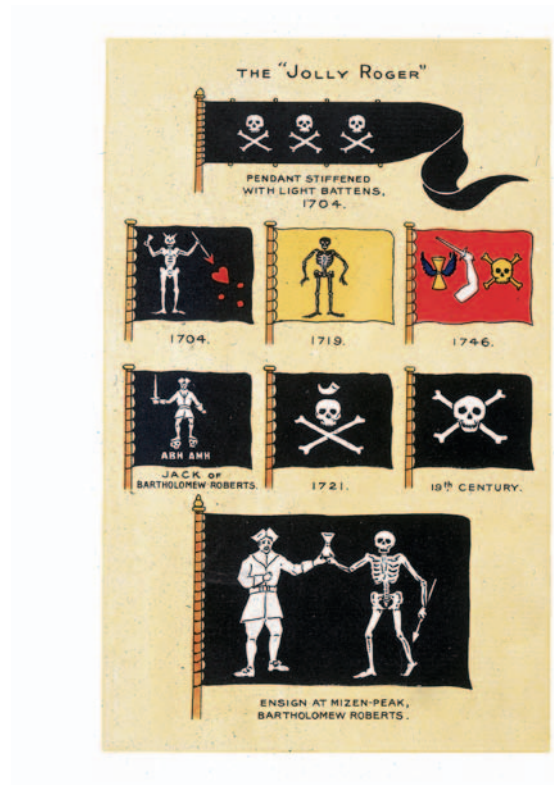 THE "JOLLY ROGER"
PENDANT STIFFENED
WITH LIGHT BATTENS,
1704.
1704.
1719.
1746.
ABH AMH
JACK OF
BARTHOLOMEW ROBERTS.
1721.
19th CENTURY.
ENSIGN AT MIZEN-PEAK,
BARTHOLOMEW ROBERTS.